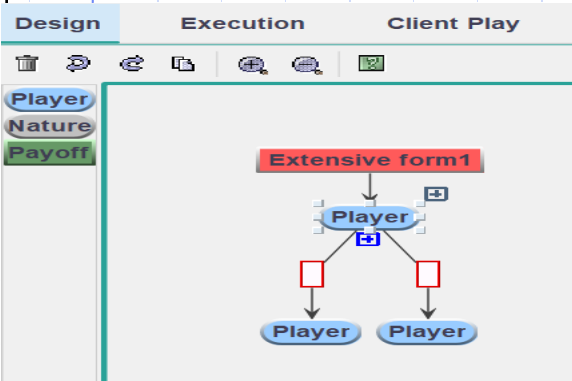 Design Execution Client Play
Player
Nature
Payoff
Extensive form1
Player
Player Player